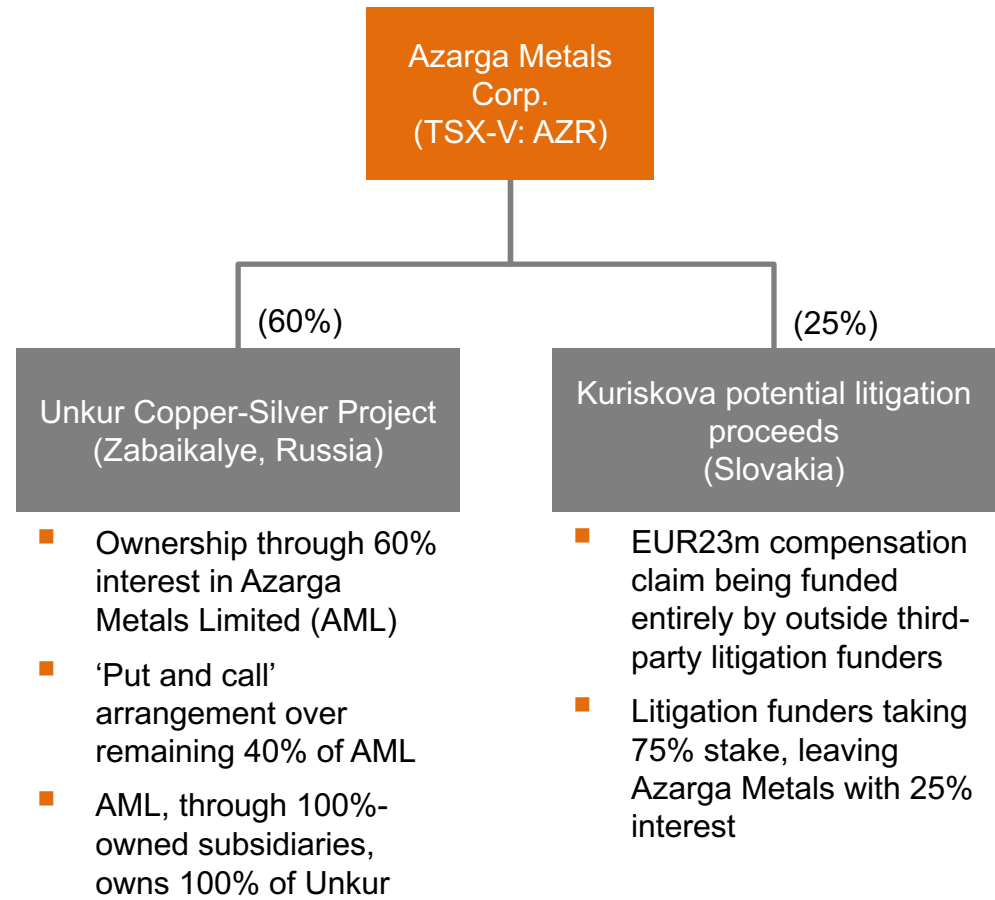 Azarga Metals
Corp.
(TSX-V: AZR)
(60%)
(25%)
Unkur Copper-Silver Project
(Zabaikalye, Russia)
Kuriskova potential litigation
proceeds
(Slovakia)
Ownership through 60%
interest in Azarga
Metals Limited (AML)
‘Put and call’
arrangement over
remaining 40% of AML
AML, through 100%-
owned subsidiaries,
owns 100% of Unkur
EUR23m compensation
claim being funded
entirely by outside third-
party litigation funders
Litigation funders taking
75% stake, leaving
Azarga Metals with 25%
interest